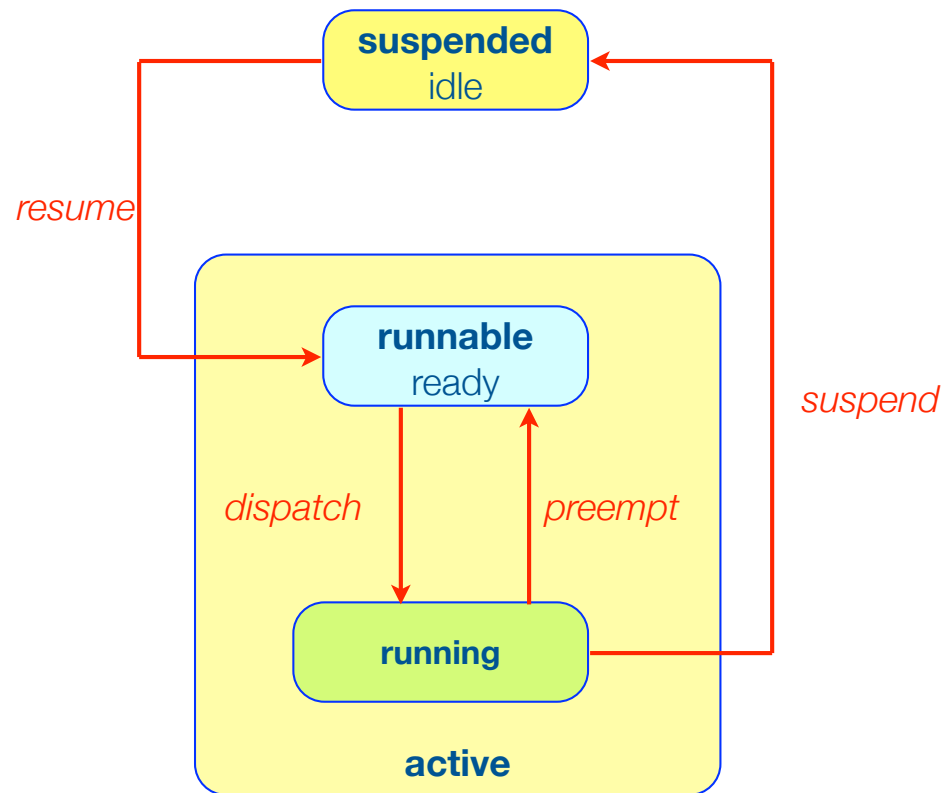 suspended
idle
resume
runnable
ready
suspend
dispatch
preempt
running
active